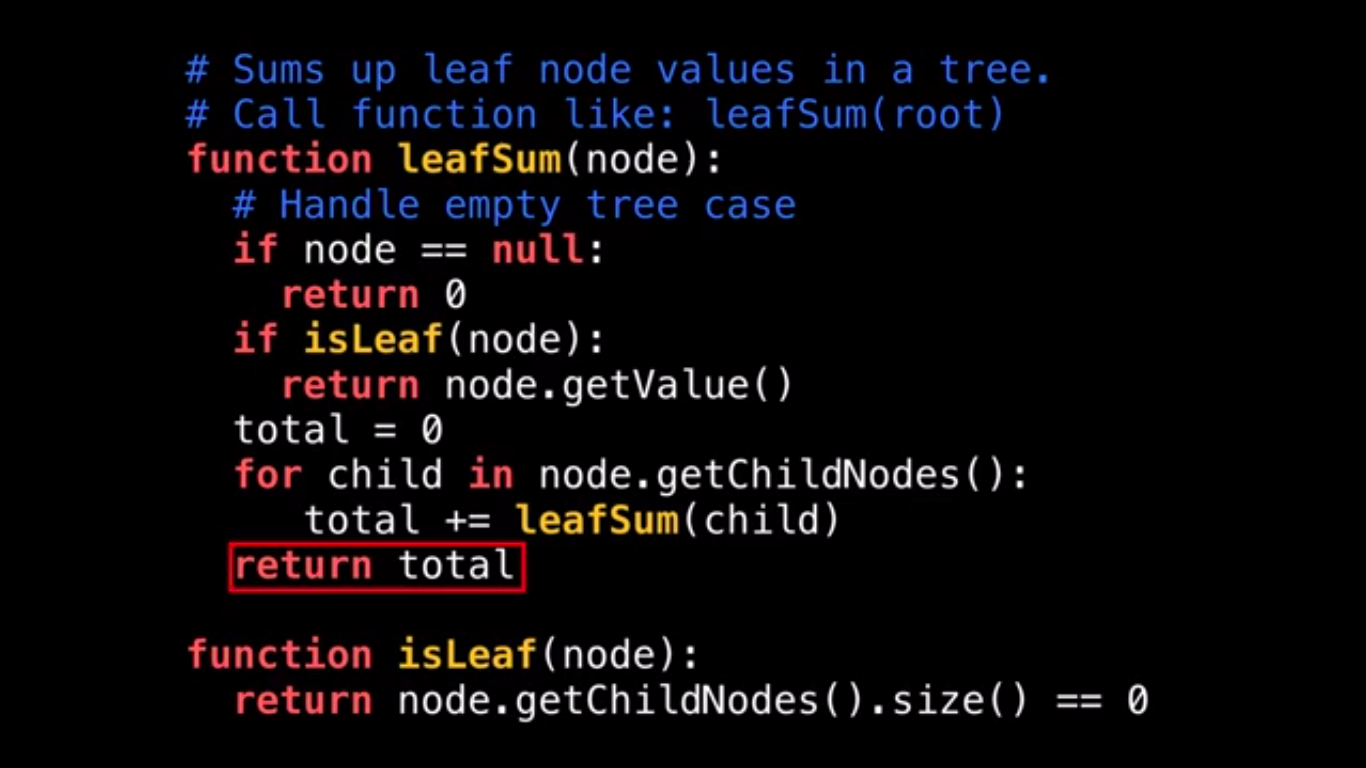 # Sums up leaf node values in a tree.
# Call function like: leafSum(root)
function leafSum(node):
  # Handle empty tree case
  if node == null:
    return 0
  if isLeaf(node):
    return node.getValue()
  total = 0
  for child in node.getChildNodes():
     total += leafSum(child)
  return total

function isLeaf(node):
  return node.getChildNodes().size() == 0